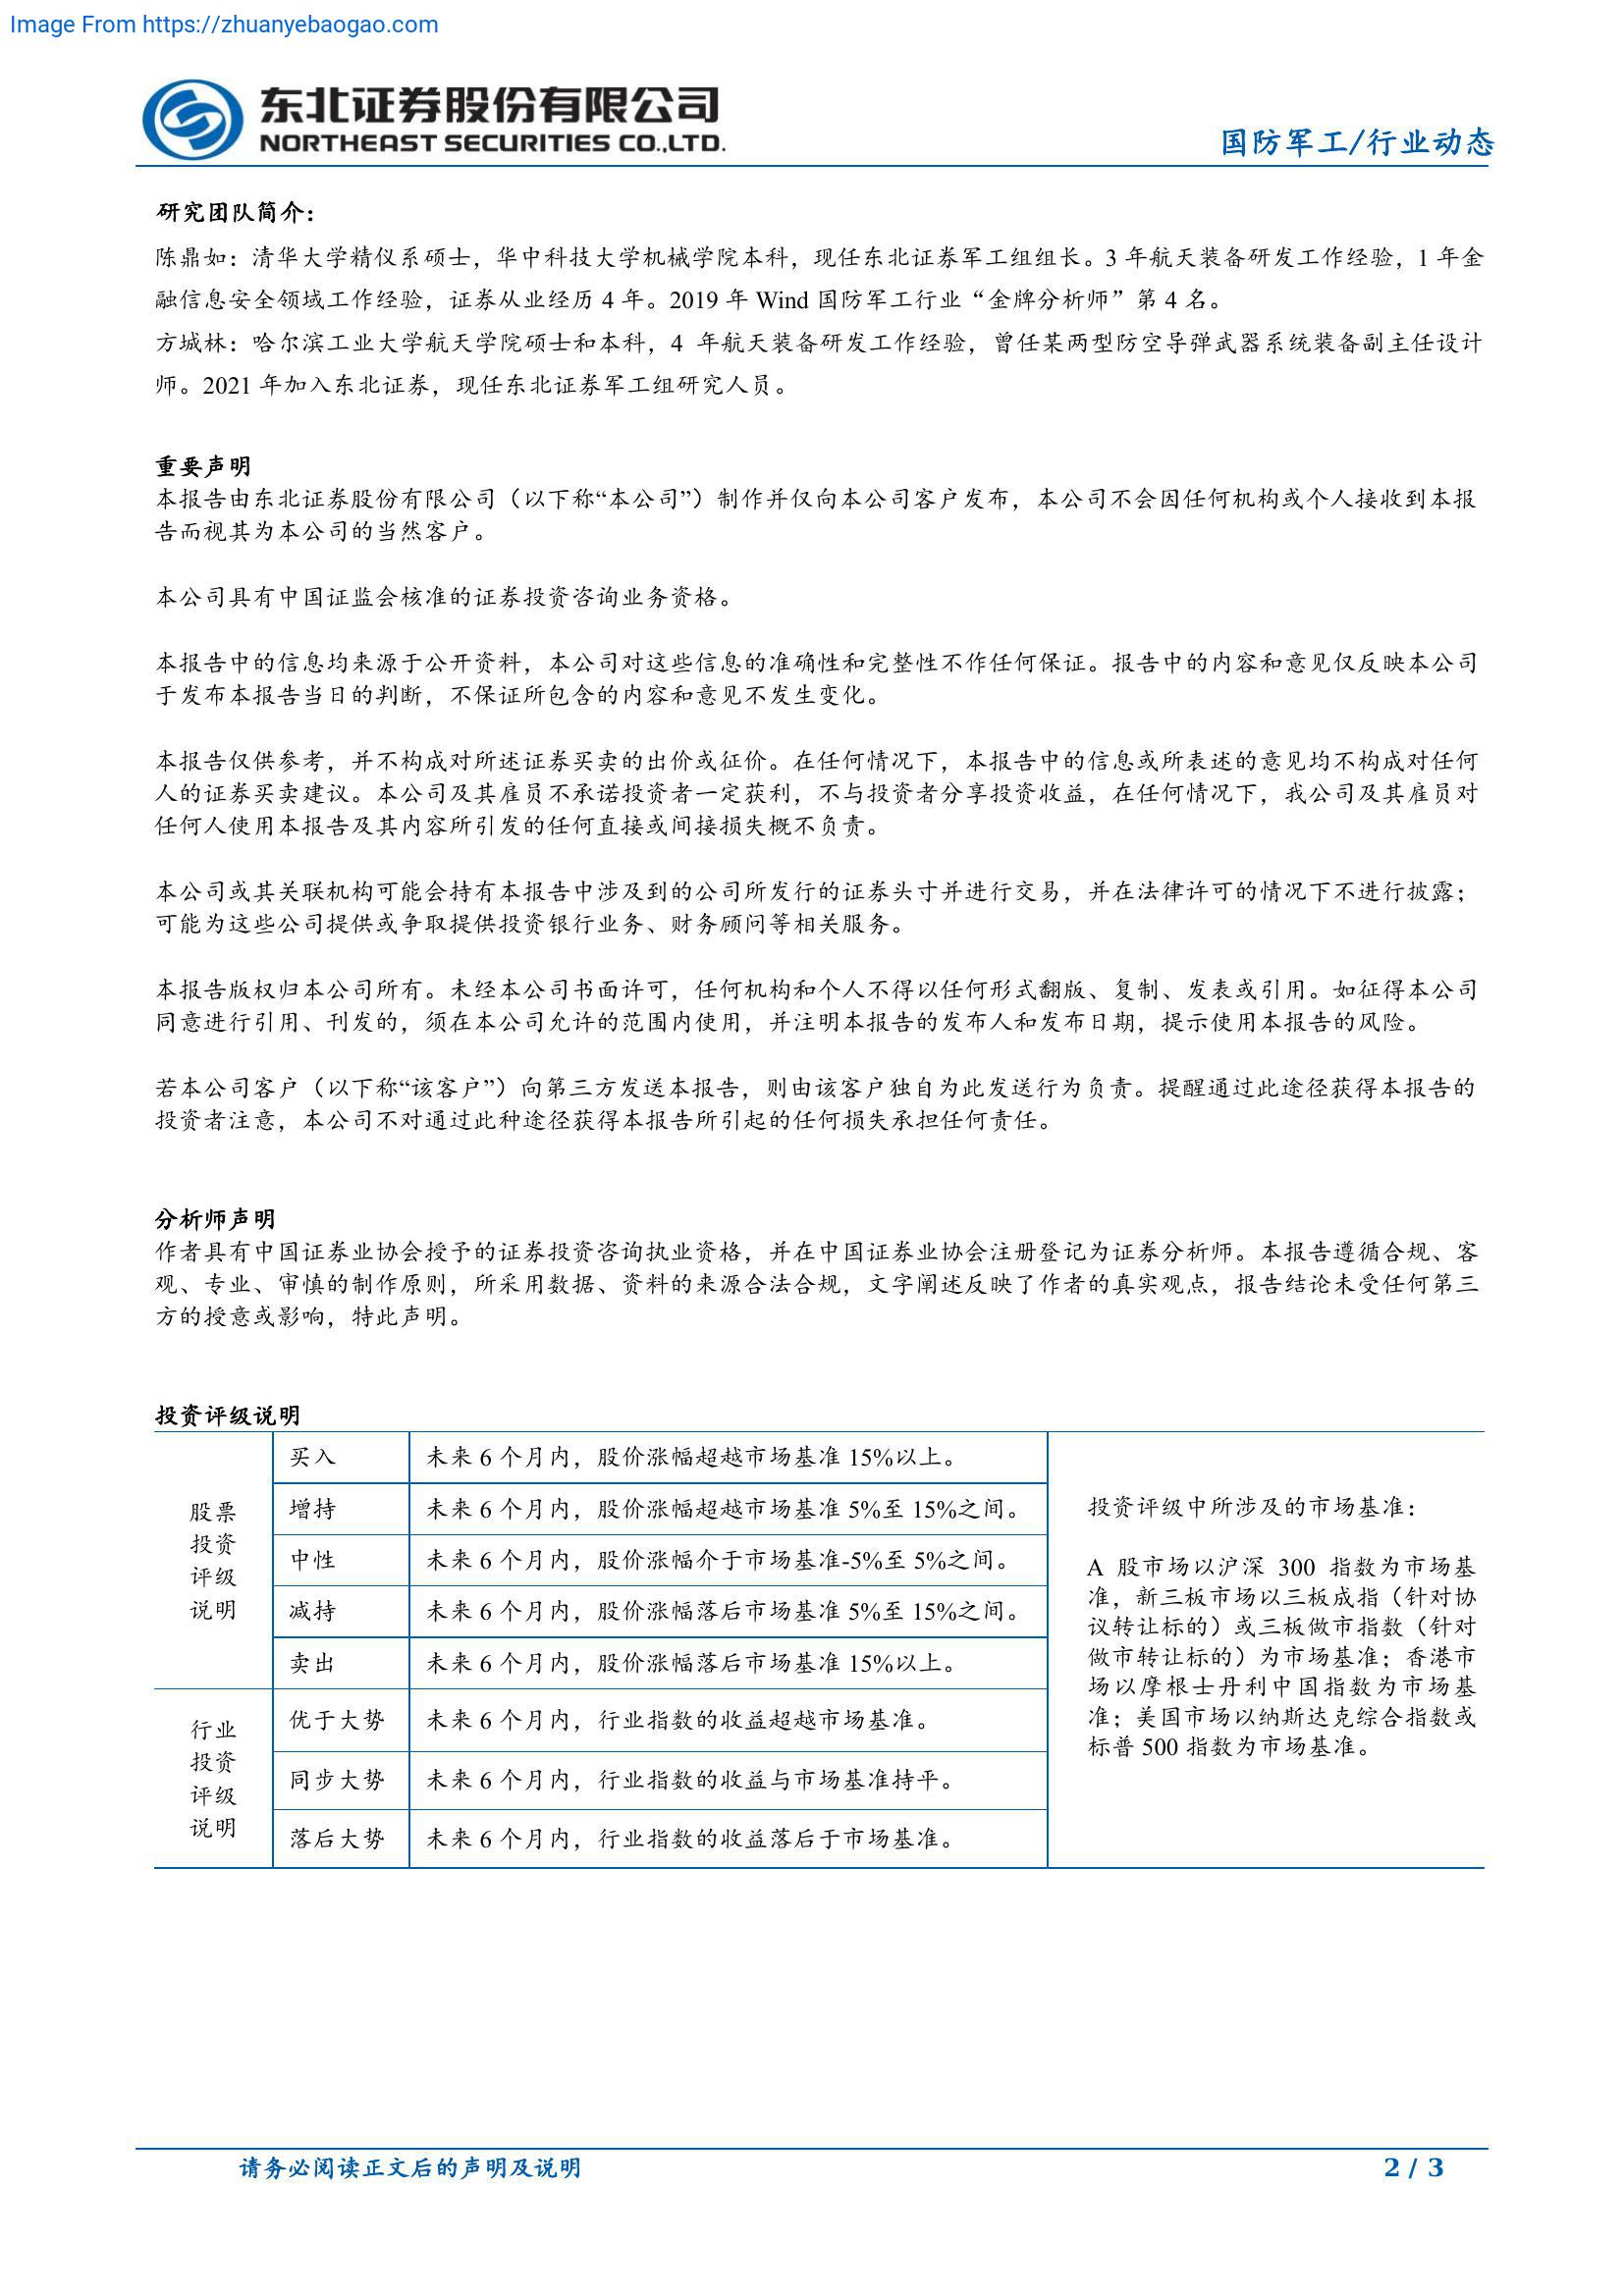 Image From https://zhuanyebaogao.com
东北证券股份有限公司
NORTHEAST SECURITIES CO.,LTD.
国防军工/行业动态
研究团队简介：
陈鼎如：清华大学精仪系硕士，华中科技大学机械学院本科，现任东北证券军工组组长。3 年航天装备研发工作经验，1 年金
融信息安全领域工作经验，证券从业经历 4 年。2019 年 Wind 国防军工行业“金牌分析师”第 4 名。
方城林：哈尔滨工业大学航天学院硕士和本科，4 年航天装备研发工作经验，曾任某两型防空导弹武器系统装备副主任设计
师。2021 年加入东北证券，现任东北证券军工组研究人员。
重要声明
本报告由东北证券股份有限公司（以下称“本公司”）制作并仅向本公司客户发布，本公司不会因任何机构或个人接收到本报
告而视其为本公司的当然客户。
本公司具有中国证监会核准的证券投资咨询业务资格。
本报告中的信息均来源于公开资料，本公司对这些信息的准确性和完整性不作任何保证。报告中的内容和意见仅反映本公司
于发布本报告当日的判断，不保证所包含的内容和意见不发生变化。
本报告仅供参考，并不构成对所述证券买卖的出价或征价。在任何情况下，本报告中的信息或所表述的意见均不构成对任何
人的证券买卖建议。本公司及其雇员不承诺投资者一定获利，不与投资者分享投资收益，在任何情况下，我公司及其雇员对
任何人使用本报告及其内容所引发的任何直接或间接损失概不负责。
本公司或其关联机构可能会持有本报告中涉及到的公司所发行的证券头寸并进行交易，并在法律许可的情况下不进行披露；
可能为这些公司提供或争取提供投资银行业务、财务顾问等相关服务。
本报告版权归本公司所有。未经本公司书面许可，任何机构和个人不得以任何形式翻版、复制、发表或引用。如征得本公司
同意进行引用、刊发的，须在本公司允许的范围内使用，并注明本报告的发布人和发布日期，提示使用本报告的风险。
若本公司客户（以下称“该客户”）向第三方发送本报告，则由该客户独自为此发送行为负责。提醒通过此途径获得本报告的
投资者注意，本公司不对通过此种途径获得本报告所引起的任何损失承担任何责任。
分析师声明
作者具有中国证券业协会授予的证券投资咨询执业资格，并在中国证券业协会注册登记为证券分析师。本报告遵循合规、客
观、专业、审慎的制作原则，所采用数据、资料的来源合法合规，文字阐述反映了作者的真实观点，报告结论未受任何第三
方的授意或影响，特此声明。
投资评级说明
股票
投资
评级
说明
买入 未来 6 个月内，股价涨幅超越市场基准 15%以上。
增持 未来 6 个月内，股价涨幅超越市场基准 5%至 15%之间。
中性 未来 6 个月内，股价涨幅介于市场基准-5%至 5%之间。
减持 未来 6 个月内，股价涨幅落后市场基准 5%至 15%之间。
卖出 未来 6 个月内，股价涨幅落后市场基准 15%以上。
行业
投资
评级
说明
优于大势 未来 6 个月内，行业指数的收益超越市场基准。
同步大势 未来 6 个月内，行业指数的收益与市场基准持平。
落后大势 未来 6 个月内，行业指数的收益落后于市场基准。
投资评级中所涉及的市场基准：
A 股市场以沪深 300 指数为市场基
准，新三板市场以三板成指（针对协
议转让标的）或三板做市指数（针对
做市转让标的）为市场基准；香港市
场以摩根士丹利中国指数为市场基
准；美国市场以纳斯达克综合指数或
标普 500 指数为市场基准。
请务必阅读正文后的声明及说明
2 / 3